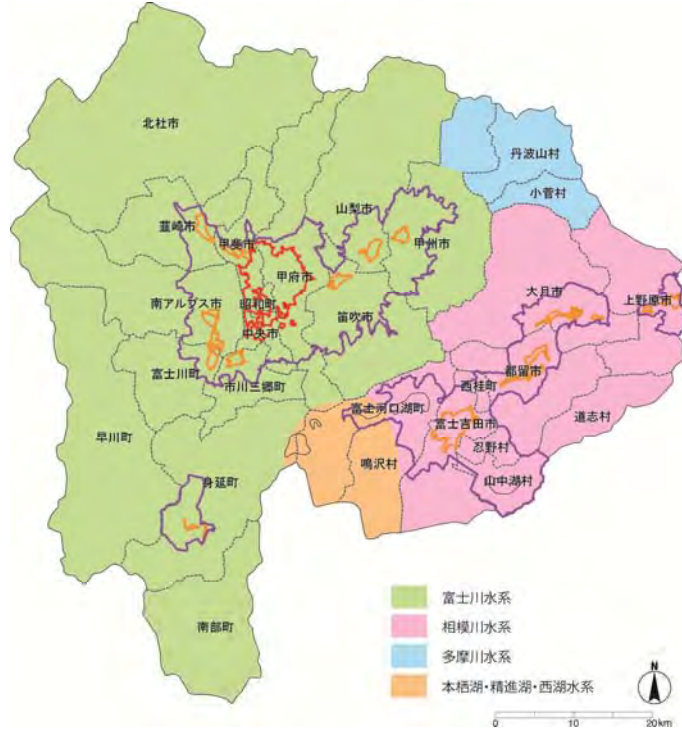 北杜市
丹波山村
小菅村
山梨市
韮崎市
甲斐市
甲州市
甲府市
大月市
上野原市
南アルプス市
昭和町
笛吹市
中央市
都留市
富士川町
市川三郷町
西桂町
富士河口湖町
道志村
早川町
富士吉田市
忍野村
鳴沢村
身延町
山中湖村
南部町
富士川水系
相模川水系
多摩川水系
本栖湖・精進湖・西湖水系
N
0 10 20km